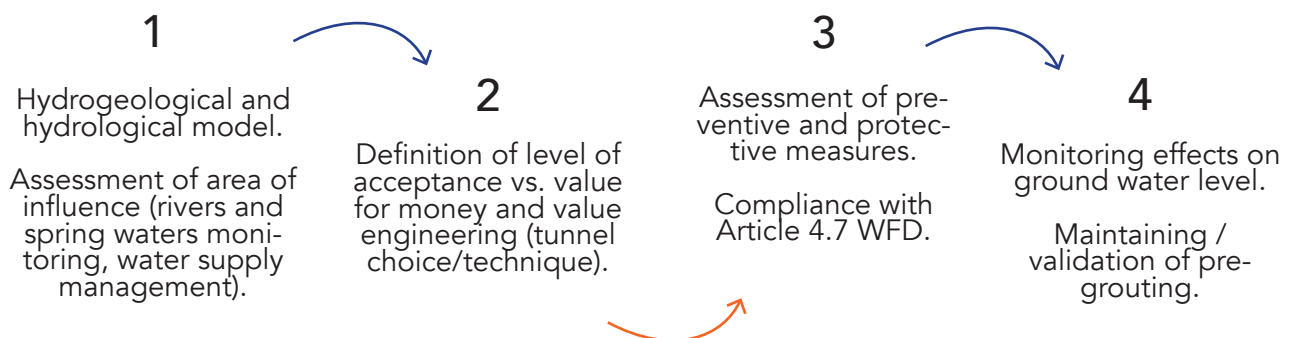 1
Hydrogeological and
hydrological model.
Assessment of area of
influence (rivers and
spring waters moni-
toring, water supply
management).
2
Definition of level of
acceptance vs. value
for money and value
engineering (tunnel
choice/technique).
3
Assessment of pre-
ventive and protec-
tive measures.
Compliance with
Article 4.7 WFD.
4
Monitoring effects on
ground water level.
Maintaining /
validation of pre-
grouting.